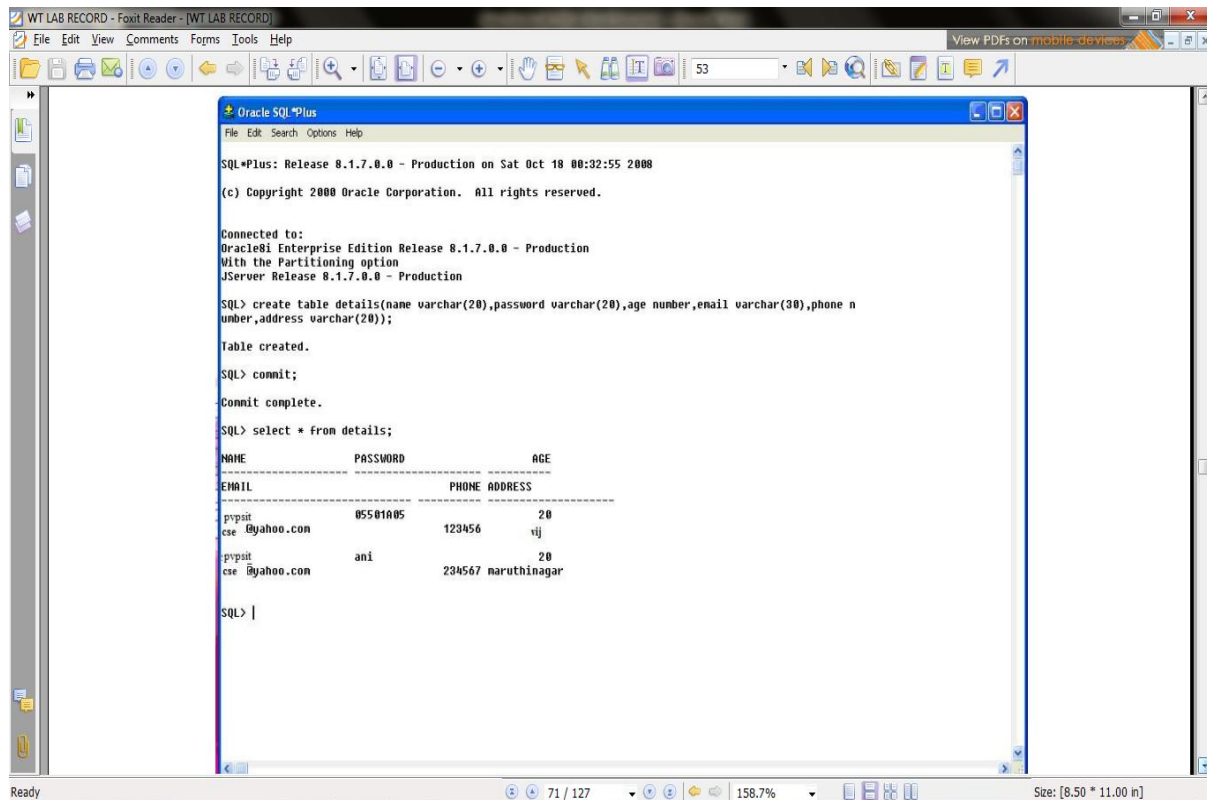 WT LAB RECORD - Foxit Reader - [WT LAB RECORD]
File Edit View Comments Forms Tools Help
View PDFs on mobile devices
53
Oracle SQL*Plus
File Edit Search Options Help
SQL*Plus: Release 8.1.7.0.0 - Production on Sat Oct 18 00:32:55 2008
(c) Copyright 2000 Oracle Corporation. All rights reserved.
Connected to:
Oracle8i Enterprise Edition Release 8.1.7.0.0 - Production
With the Partitioning option
JServer Release 8.1.7.0.0 - Production
SQL> create table details(name varchar(20),password varchar(20),age number,email varchar(30),phone n
umber,address varchar(20));
Table created.
SQL> commit;
Commit complete.
SQL> select * from details;
NAME PASSWORD AGE
-------------------- -------------------- ----------
EMAIL PHONE ADDRESS
------------------------------ ---------- --------------------
pvpsit 05501A05 20
cse @yahoo.com 123456 vij
pvpsit ani 20
cse @yahoo.com 234567 maruthinagar
SQL>
Ready
71 / 127
158.7%
Size: [8.50 * 11.00 in]